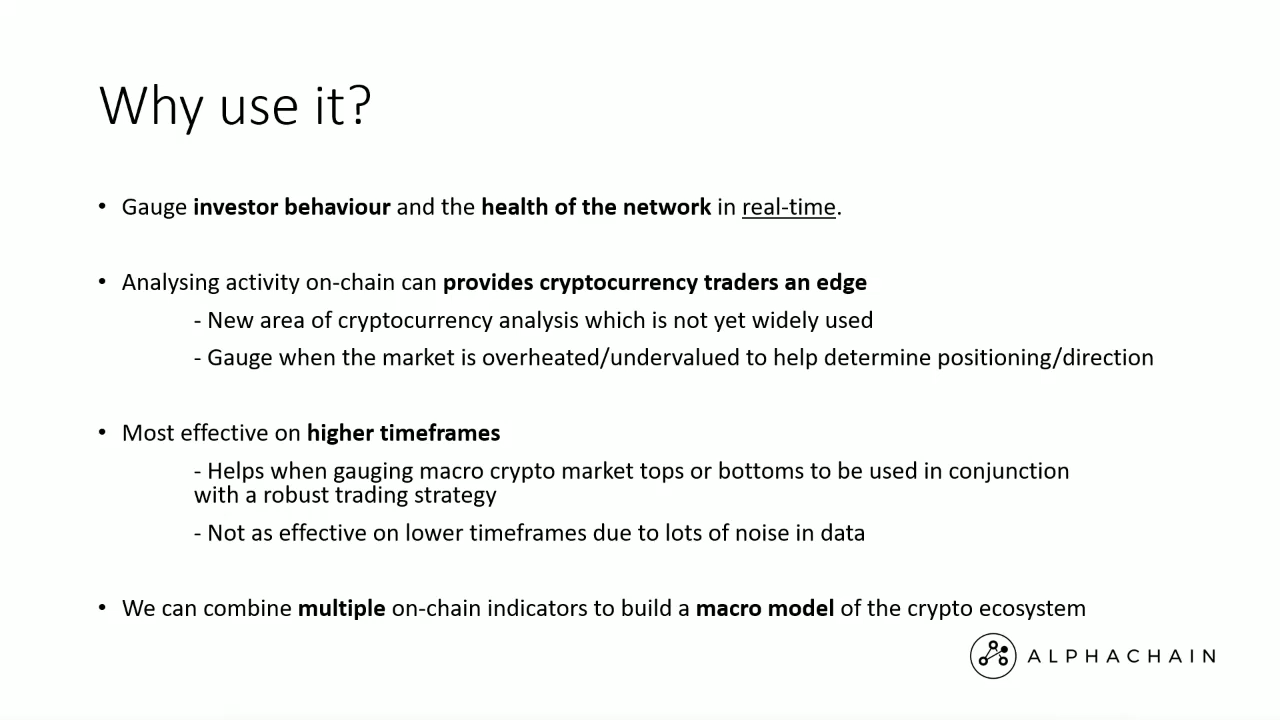 Why use it?
• Gauge investor behaviour and the health of the network in real-time.
• Analysing activity on-chain can provides cryptocurrency traders an edge
- New area of cryptocurrency analysis which is not yet widely used
- Gauge when the market is overheated/undervalued to help determine positioning/direction
• Most effective on higher timeframes
- Helps when gauging macro crypto market tops or bottoms to be used in conjunction
with a robust trading strategy
- Not as effective on lower timeframes due to lots of noise in data
• We can combine multiple on-chain indicators to build a macro model of the crypto ecosystem
ALPHACHAIN